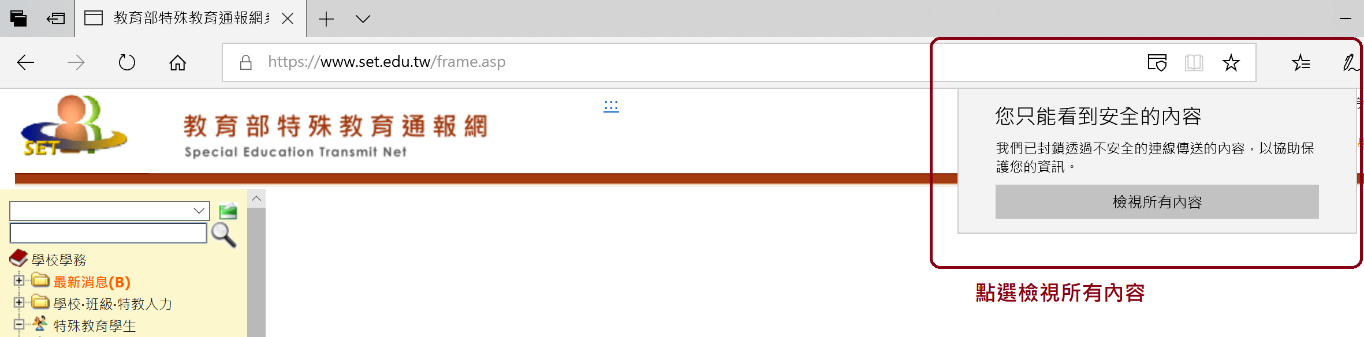 教育部特殊教育通報網
https://www.set.edu.tw/frame.asp
SET
教育部特殊教育通報網
Special Education Transmit Net
:::
您只能看到安全的內容
我們已封鎖透過不安全的連線傳送的內容，以協助保
護您的資訊。
檢視所有內容
點選檢視所有內容
學校學務
最新消息(B)
學校‧班級‧特教人力
特殊教育學生